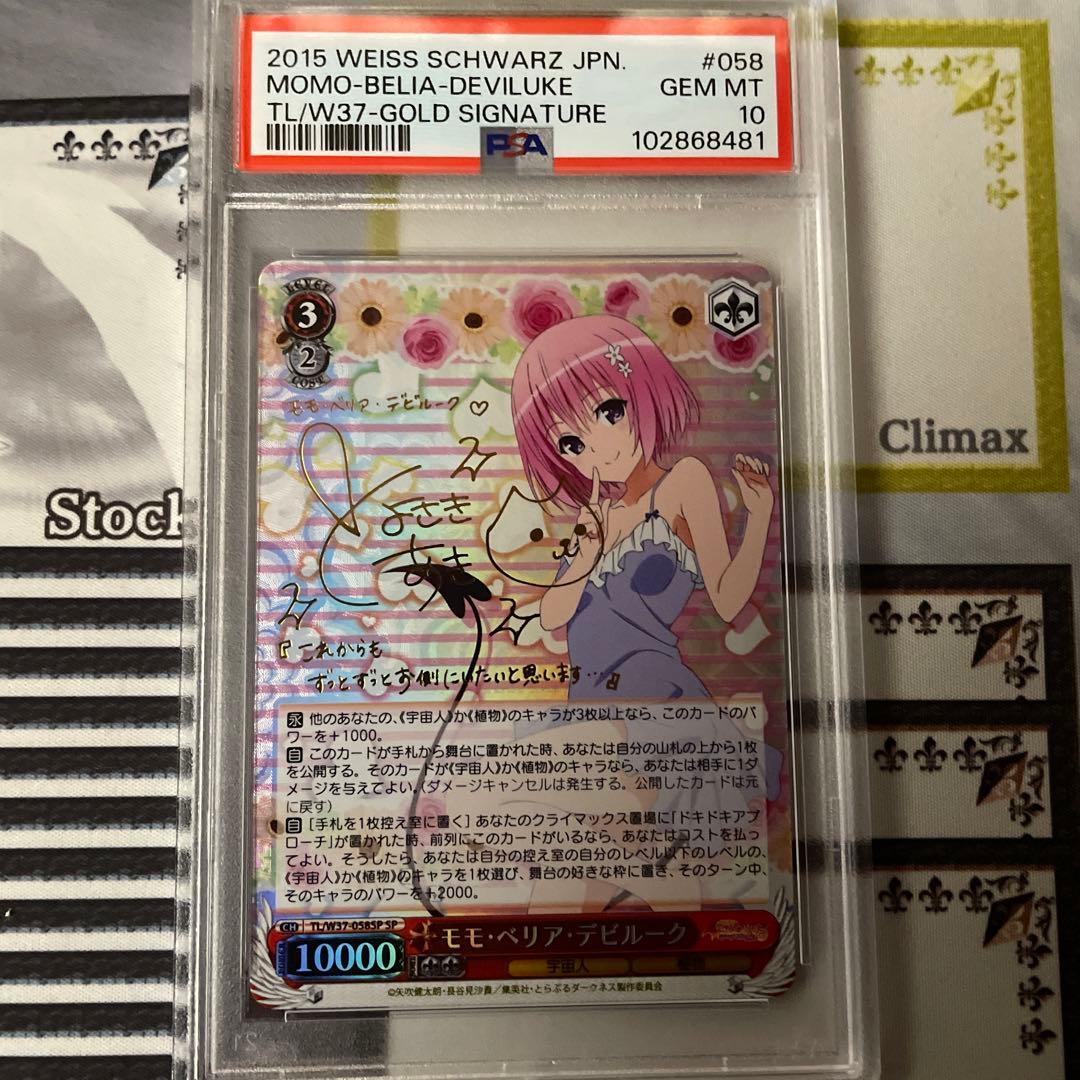 2015 WEISS SCHWARZ JPN. #058
MOMO-BELIA-DEVILUKE GEM MT
TL/W37-GOLD SIGNATURE 10
PSA 102868481
LEVEL
3
2
COST
モモ・ベリア・デビルーク♡
とよさき
あき
『これからも
ずっとずっとお側にいたいと思います…』
Climax
Stock
永 他のあなたの、《宇宙人》か《植物》のキャラが3枚以上なら、このカードのパ
ワーを+1000。
自 このカードが手札から舞台に置かれた時、あなたは自分の山札の上から1枚
を公開する。そのカードが《宇宙人》か《植物》のキャラなら、あなたは相手に1ダ
メージを与えてよい。(ダメージキャンセルは発生する。公開したカードは元
に戻す)
自 [手札を1枚控え室に置く] あなたのクライマックス置場に「ドキドキアプ
ローチ」が置かれた時、前列にこのカードがいるなら、あなたはコストを払っ
てよい。そうしたら、あなたは自分の控え室の自分のレベル以下のレベルの、
《宇宙人》か《植物》のキャラを1枚選び、舞台の好きな枠に置き、そのターン中、
そのキャラのパワーを+2000。
CH TL/W37-058SP SP
モモ・ベリア・デビルーク
10000
宇宙人
©矢吹健太朗・長谷見沙貴/集英社・とらぶるダークネス製作委員会